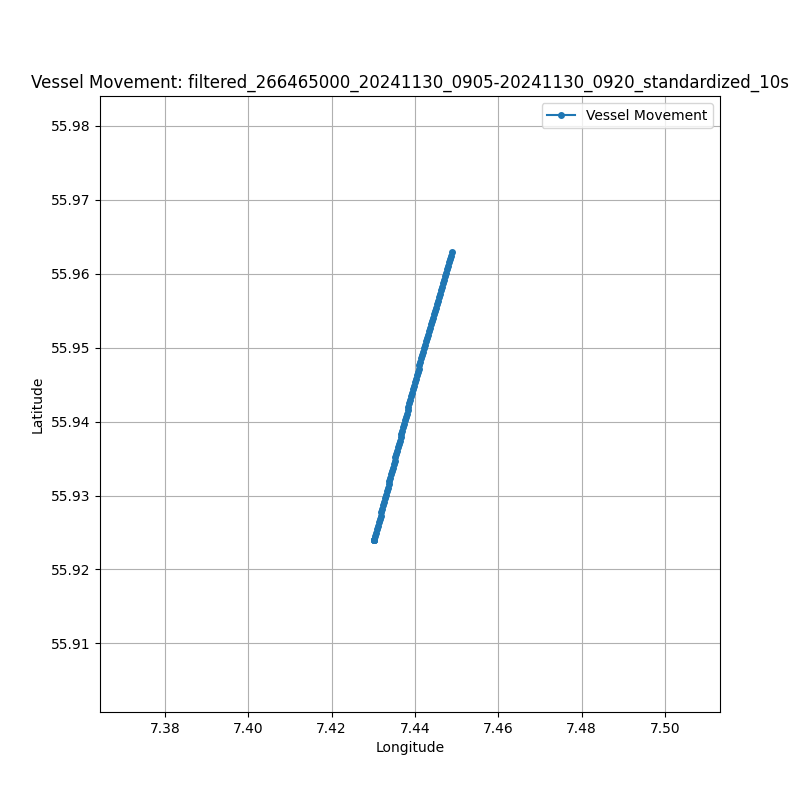 Vessel Movement: filtered_266465000_20241130_0905-20241130_0920_standardized_10s
Vessel Movement
55.98
55.97
55.96
55.95
55.94
55.93
55.92
55.91
Latitude
7.38 7.40 7.42 7.44 7.46 7.48 7.50
Longitude